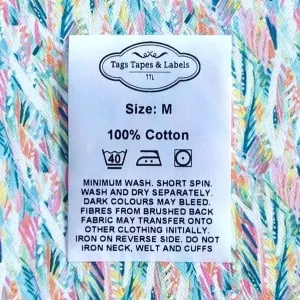 Tags Tapes & Labels
TTL
Size: M
100% Cotton
40
MINIMUM WASH. SHORT SPIN.
WASH AND DRY SEPARATELY.
DARK COLOURS MAY BLEED.
FIBRES FROM BRUSHED BACK
FABRIC MAY TRANSFER ONTO
OTHER CLOTHING INITIALLY.
IRON ON REVERSE SIDE. DO NOT
IRON NECK, WELT AND CUFFS